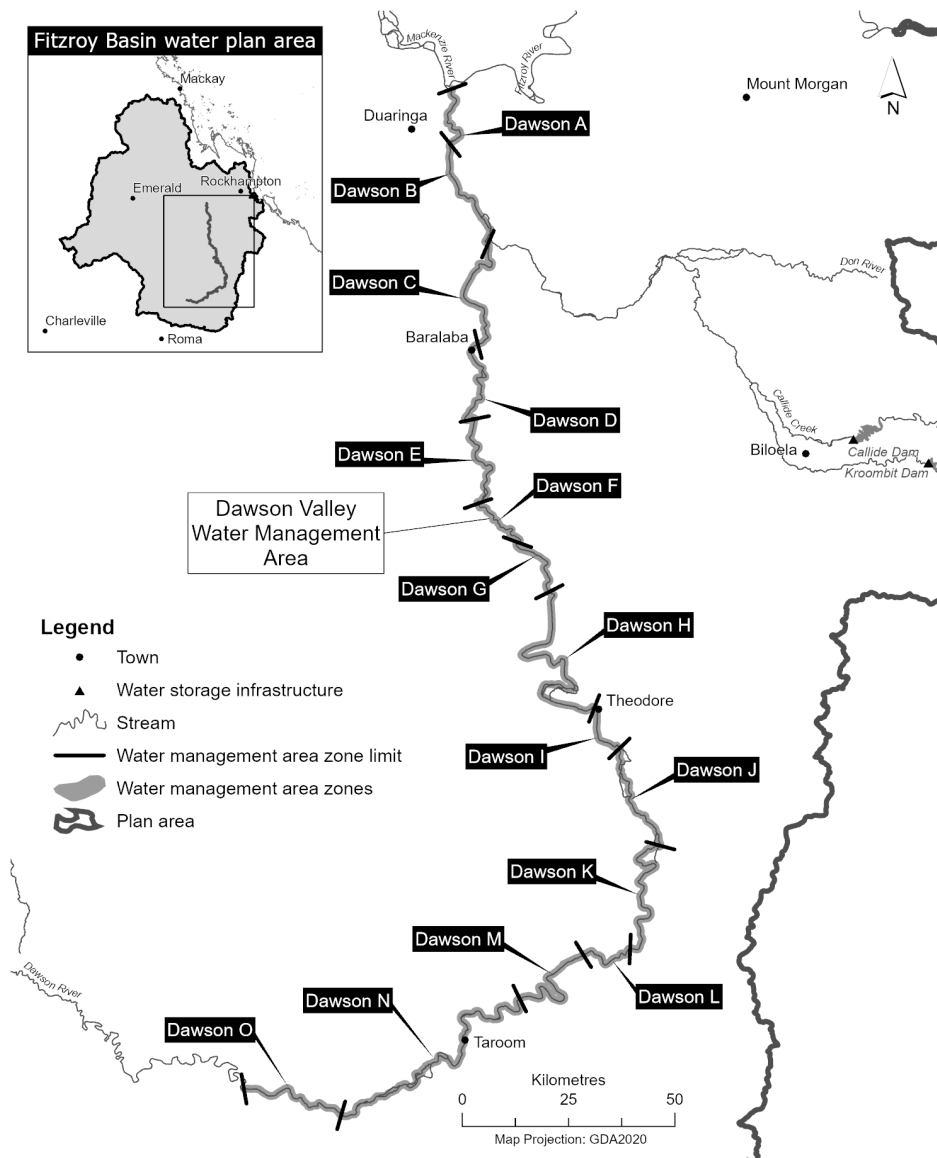 Fitzroy Basin water plan area
Mackay
Emerald
Rockhampton
Charleville
Roma
Mackenzie River
Fitzroy River
Mount Morgan
N
Duaringa
Dawson A
Dawson B
Dawson C
Don River
Baralaba
Dawson D
Callide Creek
Biloela
Callide Dam
Kroombit Dam
Dawson E
Dawson F
Dawson Valley
Water Management
Area
Dawson G
Dawson H
Theodore
Dawson I
Dawson J
Legend
Town
Water storage infrastructure
Stream
Water management area zone limit
Water management area zones
Plan area
Dawson K
Dawson M
Dawson L
Dawson River
Dawson N
Dawson O
Taroom
Kilometres
0 25 50
Map Projection: GDA2020